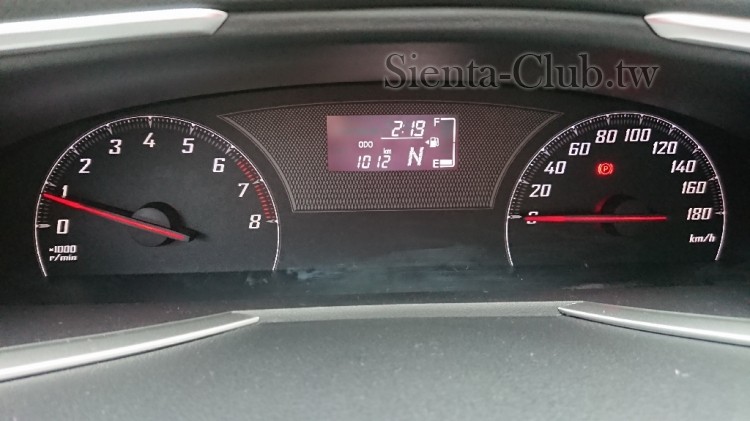 Sienta-Club.tw
0 1 2 3 4 5 6 7 8
×1000
r/min
2:19 F
ODO km
1012 N E
0 20 40 60 80 100 120 140 160 180
P
km/h